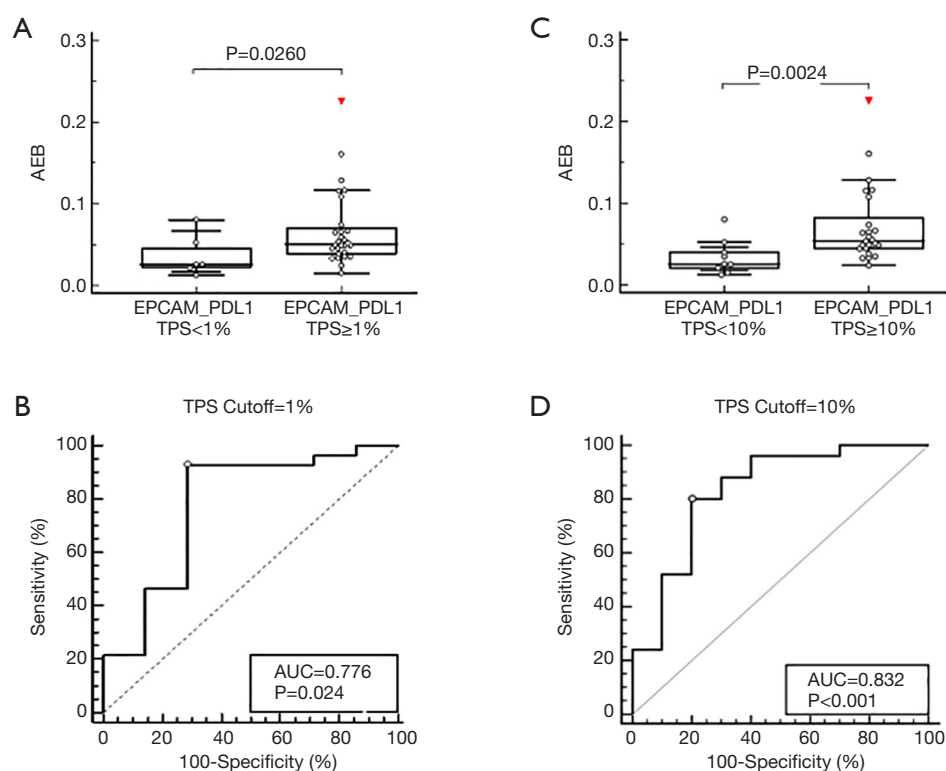 A
0.3
0.2
0.1
0.0
AEB
P=0.0260
EPCAM_PDL1
TPS<1%
EPCAM_PDL1
TPS≥1%
C
0.3
0.2
0.1
0.0
AEB
P=0.0024
EPCAM_PDL1
TPS<10%
EPCAM_PDL1
TPS≥10%
B
TPS Cutoff=1%
100
80
60
40
20
0
Sensitivity (%)
AUC=0.776
P=0.024
0 20 40 60 80 100
100-Specificity (%)
D
TPS Cutoff=10%
100
80
60
40
20
0
Sensitivity (%)
AUC=0.832
P<0.001
0 20 40 60 80 100
100-Specificity (%)